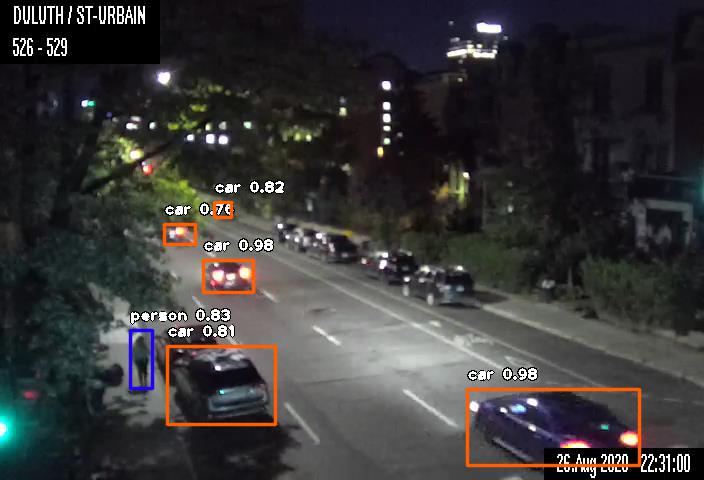 DULUTH / ST-URBAIN
526 - 529
car 0.82
car 0.76
car 0.98
person 0.83
car 0.81
car 0.98
26.Aug 2020 22:31:00